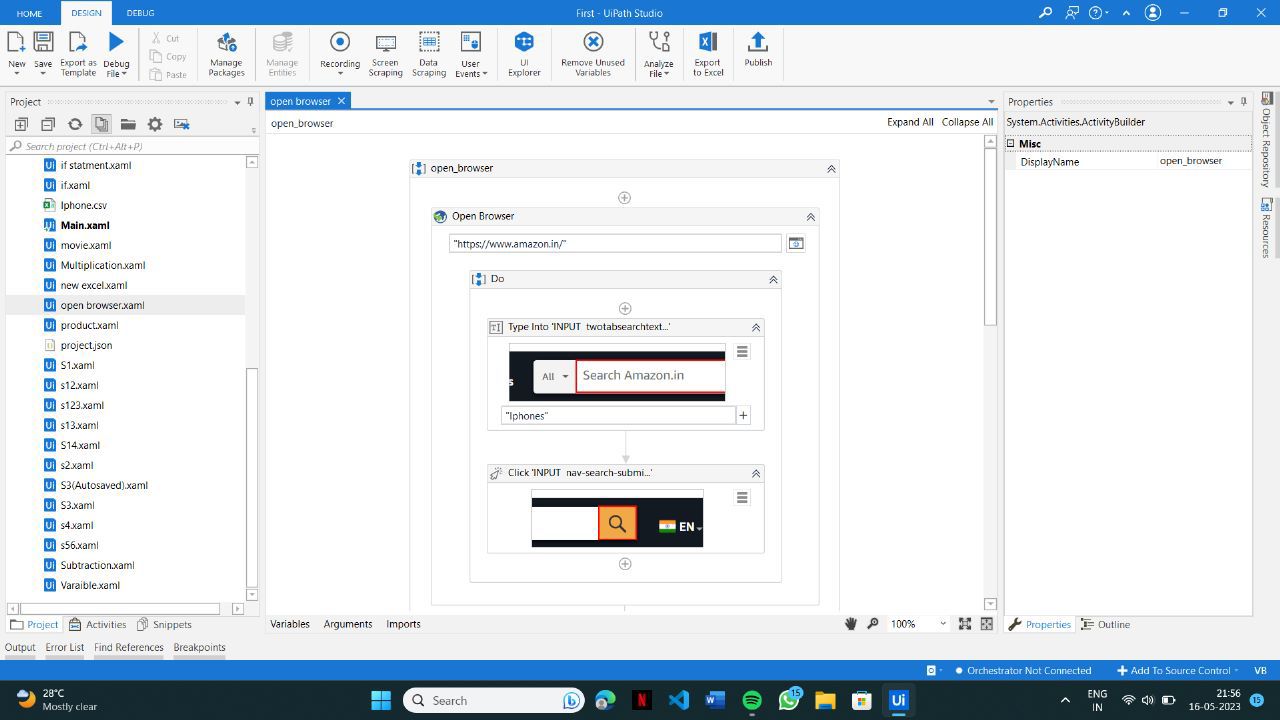 HOME DESIGN DEBUG First - UiPath Studio
New Save Export as Template Debug File Cut Copy Paste Manage Packages Manage Entities Recording Screen Scraping Data Scraping User Events UI Explorer Remove Unused Variables Analyze File Export to Excel Publish
Project
Search project (Ctrl+Alt+P)
if statment.xaml
if.xaml
Iphone.csv
Main.xaml
movie.xaml
Multiplication.xaml
new excel.xaml
open browser.xaml
product.xaml
project.json
S1.xaml
s12.xaml
s123.xaml
s13.xaml
S14.xaml
s2.xaml
S3(Autosaved).xaml
S3.xaml
s4.xaml
s56.xaml
Subtraction.xaml
Varaible.xaml
Project Activities Snippets
open browser
open_browser Expand All Collapse All
open_browser
Open Browser
"https://www.amazon.in/"
Do
Type Into 'INPUT twotabsearchtext...'
s All Search Amazon.in
"Iphones"
Click 'INPUT nav-search-submi...'
EN
Variables Arguments Imports 100%
Properties
System.Activities.ActivityBuilder
Misc
DisplayName open_browser
Properties Outline
Object Repository
Resources
Output Error List Find References Breakpoints
Orchestrator Not Connected Add To Source Control VB
28°C
Mostly clear
Search
15
Ui
ENG
IN
21:56
16-05-2023
15